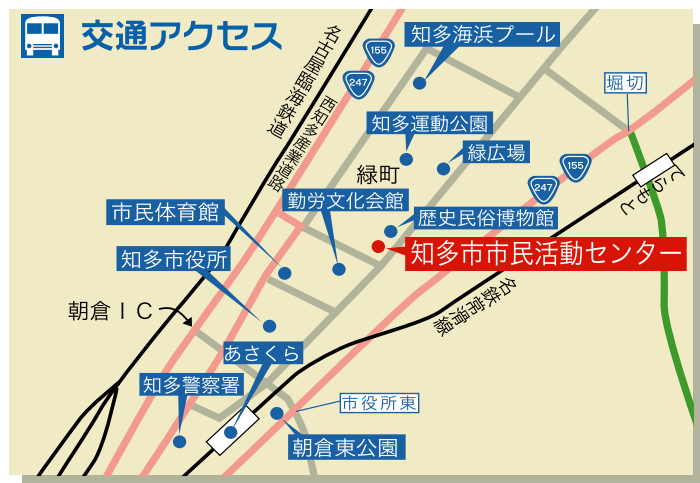 交通アクセス
名古屋臨海鉄道
155
247
知多海浜プール
西知多産業道路
堀切
知多運動公園
緑広場
緑町
155
247
てらもと
勤労文化会館
市民体育館
歴史民俗博物館
知多市市民活動センター
知多市役所
名鉄常滑線
朝倉IC
あさくら
知多警察署
市役所東
朝倉東公園